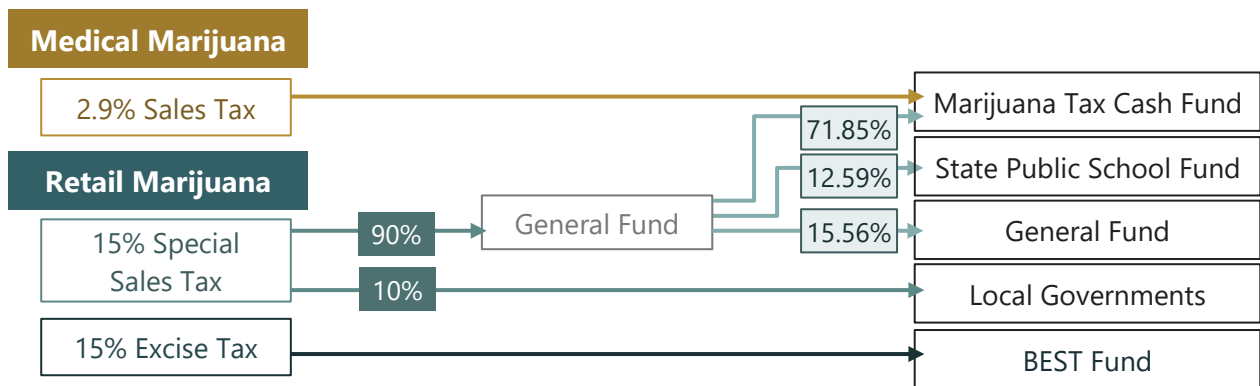 Medical Marijuana
2.9% Sales Tax
Marijuana Tax Cash Fund
71.85%
Retail Marijuana
State Public School Fund
12.59%
15% Special
Sales Tax
90%
General Fund
15.56%
General Fund
10%
Local Governments
15% Excise Tax
BEST Fund